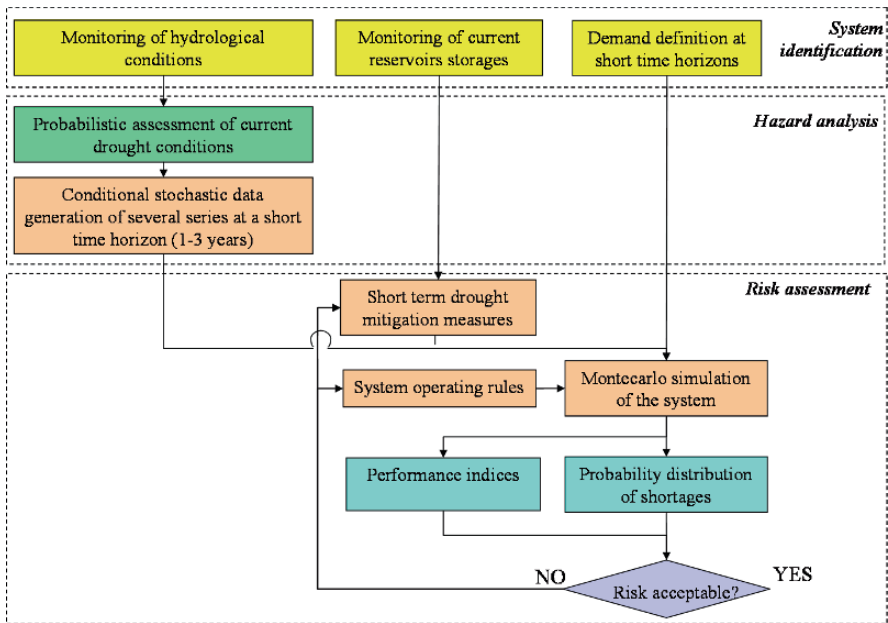 Monitoring of hydrological
conditions
Monitoring of current
reservoirs storages
Demand definition at
short time horizons
System
identification
Probabilistic assessment of current
drought conditions
Hazard analysis
Conditional stochastic data
generation of several series at a short
time horizon (1-3 years)
Risk assessment
Short term drought
mitigation measures
System operating rules
Montecarlo simulation
of the system
Performance indices
Probability distribution
of shortages
NO
YES
Risk acceptable?